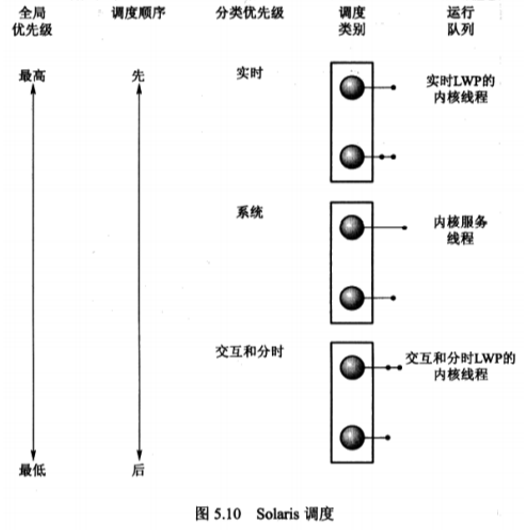 全局
优先级
调度顺序
分类优先级
调度
类别
运行
队列
最高
先
实时
实时LWP的
内核线程
系统
内核服务
线程
交互和分时
交互和分时LWP的
内核线程
最低
后
图 5.10 Solaris 调度